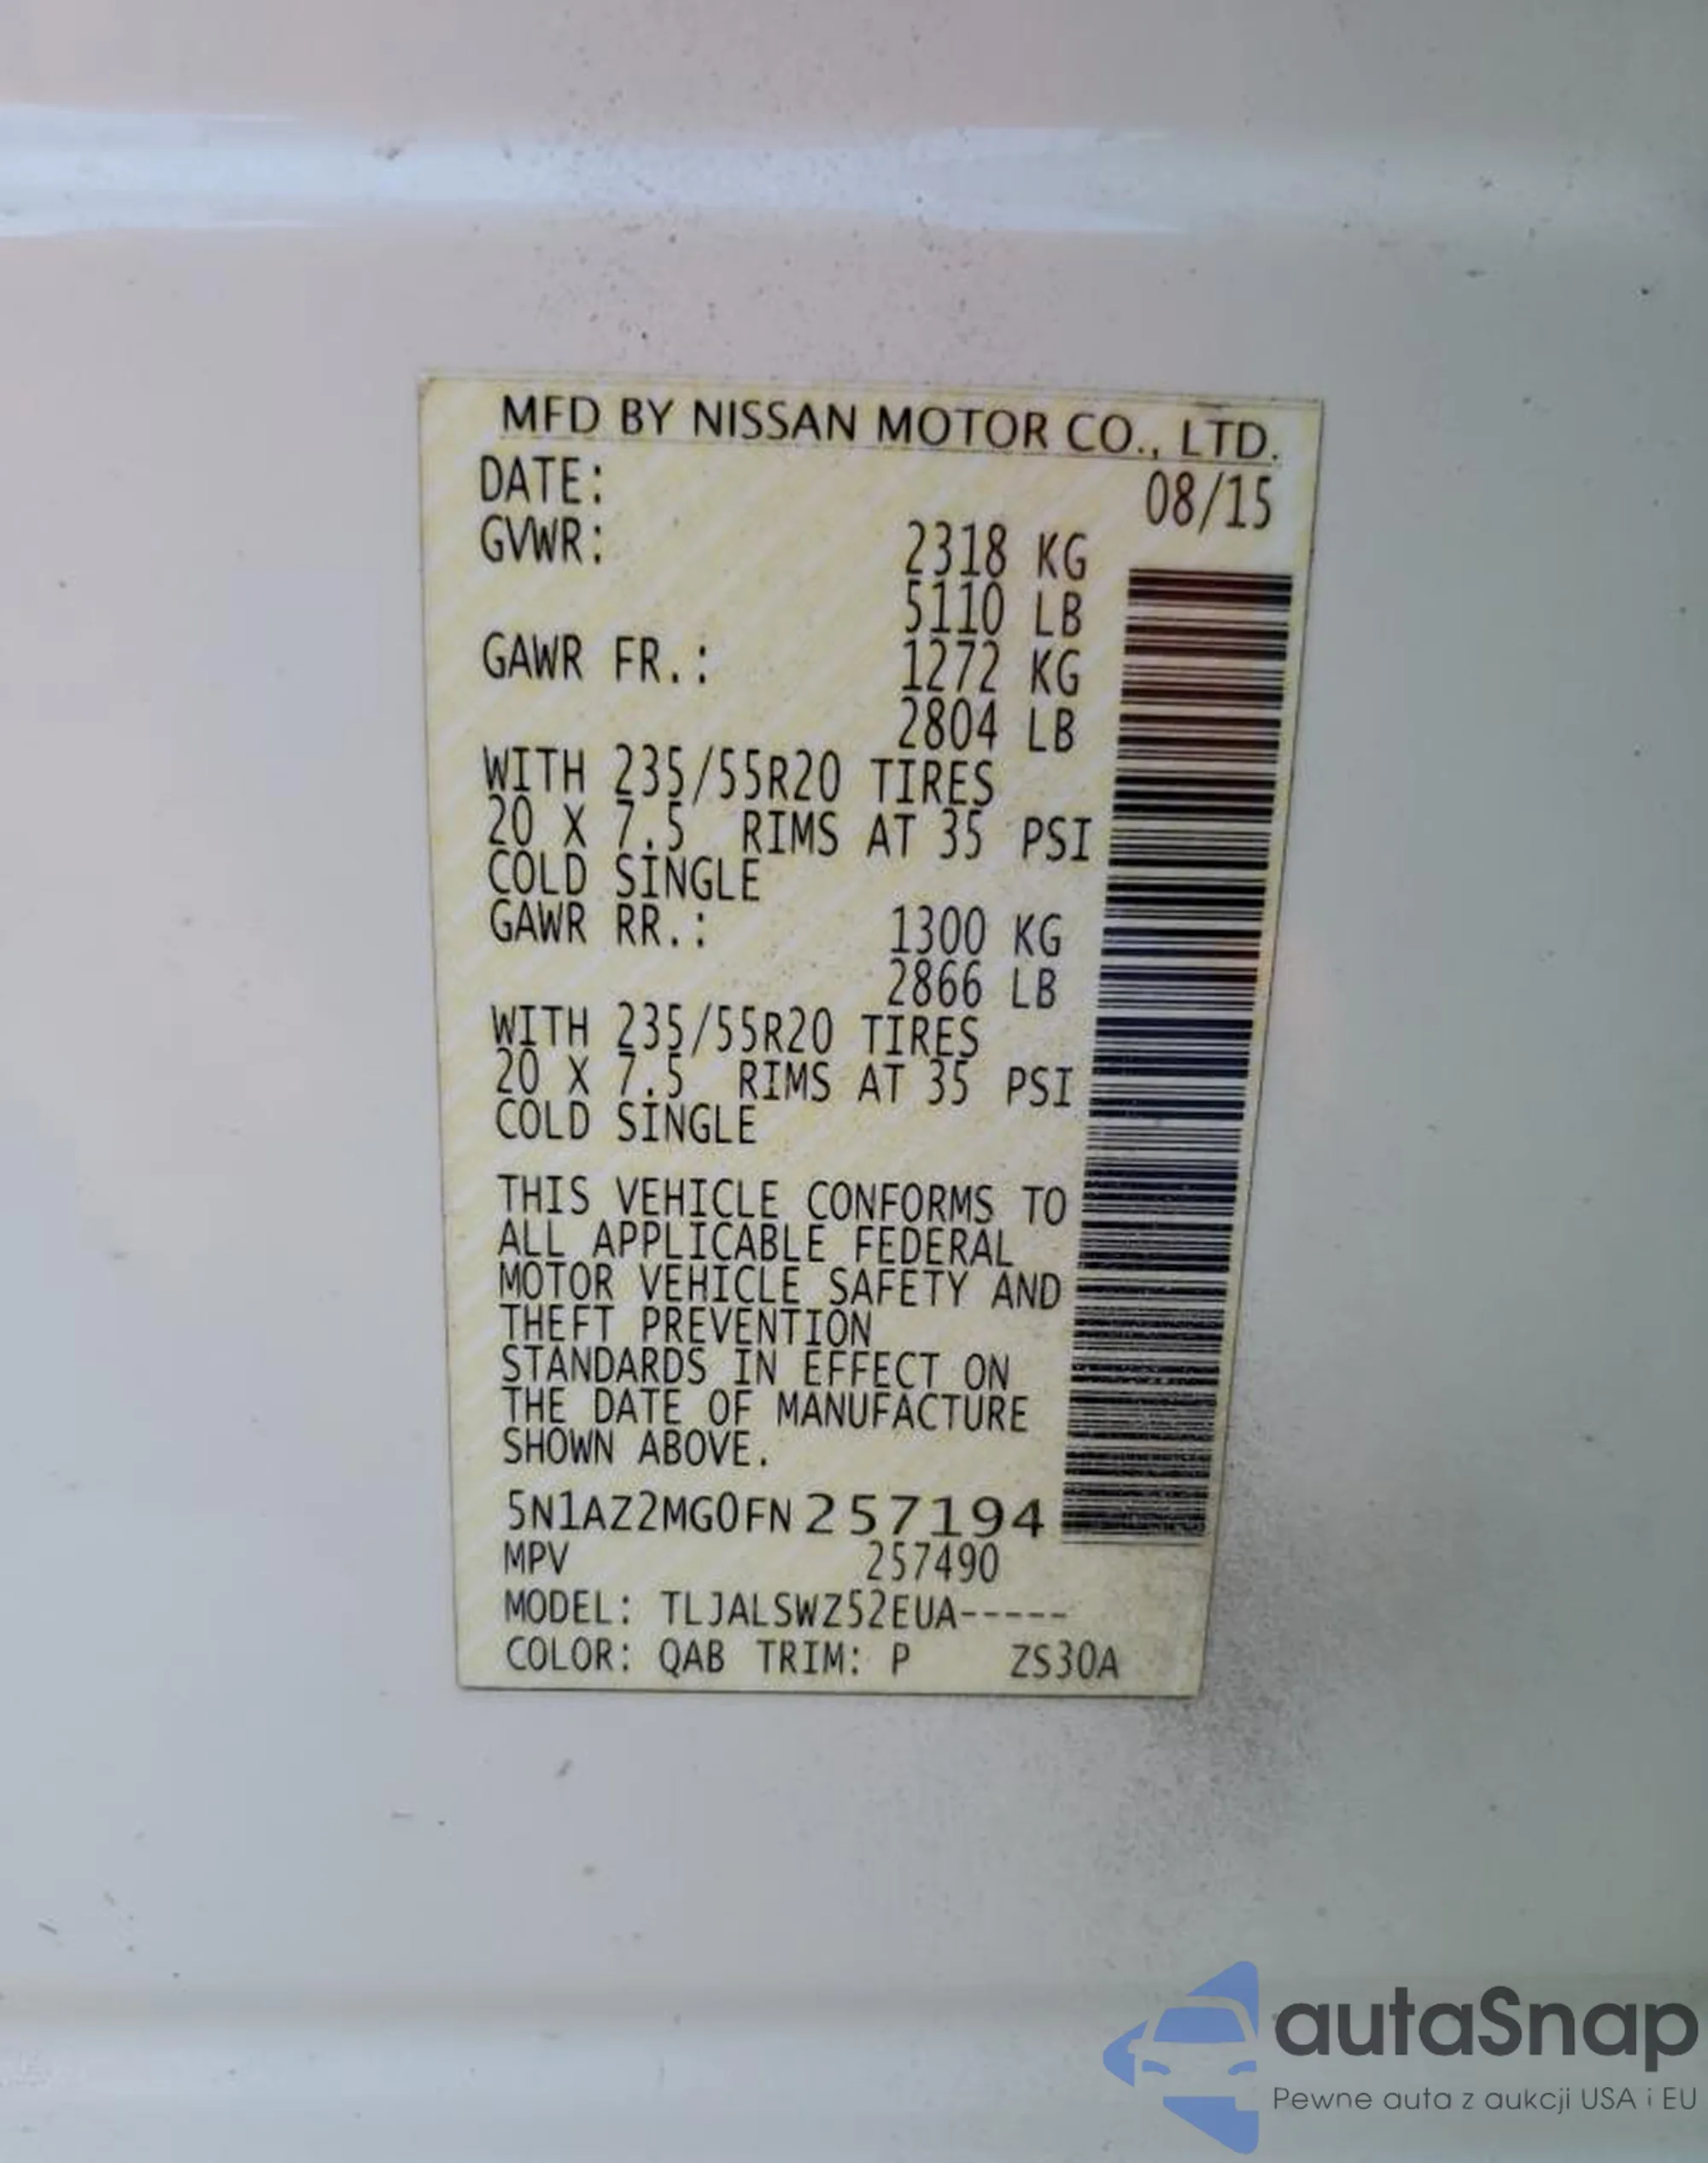 MFD BY NISSAN MOTOR CO., LTD.
DATE: 08/15
GVWR: 2318 KG
5110 LB
GAWR FR.: 1272 KG
2804 LB
WITH 235/55R20 TIRES
20 X 7.5 RIMS AT 35 PSI
COLD SINGLE
GAWR RR.: 1300 KG
2866 LB
WITH 235/55R20 TIRES
20 X 7.5 RIMS AT 35 PSI
COLD SINGLE
THIS VEHICLE CONFORMS TO
ALL APPLICABLE FEDERAL
MOTOR VEHICLE SAFETY AND
THEFT PREVENTION
STANDARDS IN EFFECT ON
THE DATE OF MANUFACTURE
SHOWN ABOVE.
5N1AZ2MG0FN257194
MPV 257490
MODEL: TLJALSWZ52EUA-----
COLOR: QAB TRIM: P ZS30A
autaSnap
Pewne auta z aukcji USA i EU